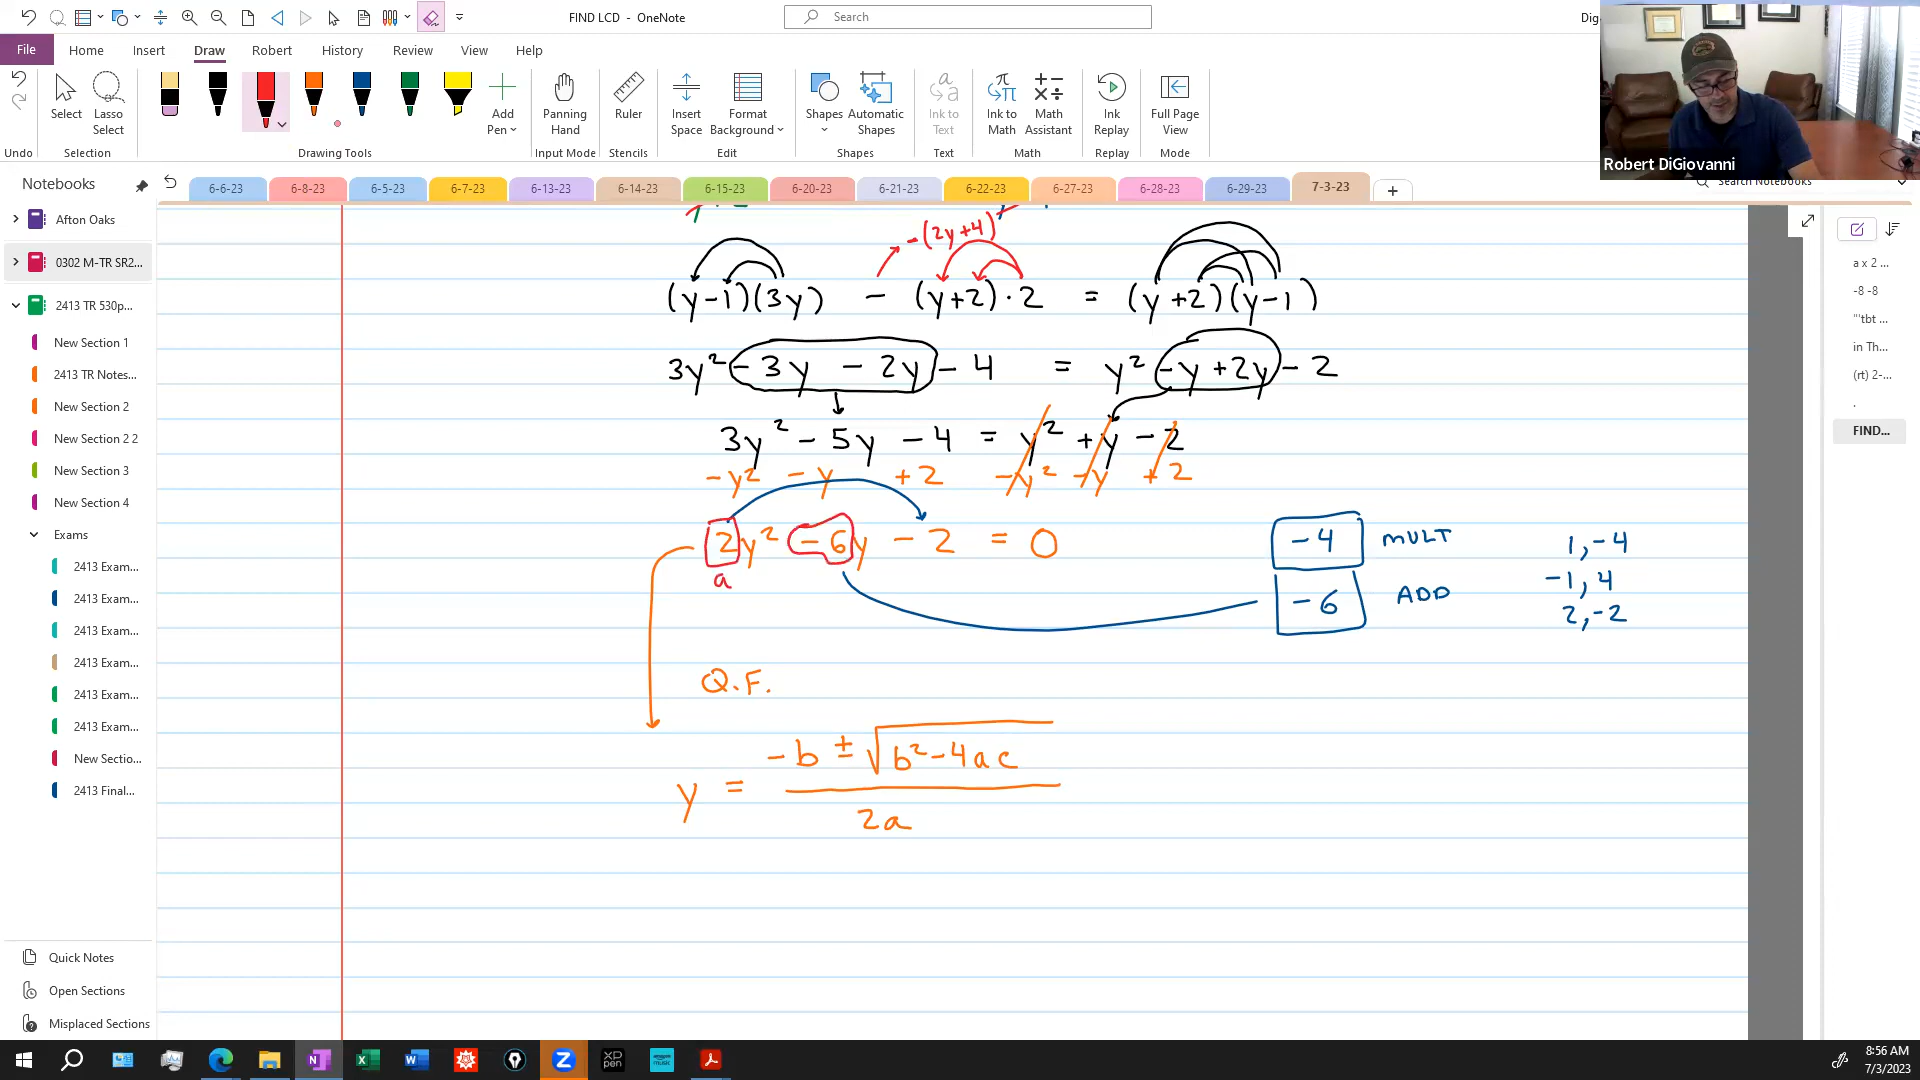 FIND LCD - OneNote
Search
Dig
File Home Insert Draw Robert History Review View Help
Select
Lasso Select
Add Pen
Panning Hand
Ruler
Insert Space
Format Background
Shapes
Automatic Shapes
Ink to Text
Ink to Math
Math Assistant
Ink Replay
Full Page View
Undo Selection Drawing Tools Input Mode Stencils Edit Shapes Text Math Replay Mode
Robert DiGiovanni
Notebooks
6-6-23 6-8-23 6-5-23 6-7-23 6-13-23 6-14-23 6-15-23 6-20-23 6-21-23 6-22-23 6-27-23 6-28-23 6-29-23 7-3-23 +
Search Notebooks
Afton Oaks
0302 M-TR SR2...
2413 TR 530p...
New Section 1
2413 TR Notes...
New Section 2
New Section 2 2
New Section 3
New Section 4
Exams
2413 Exam...
2413 Exam...
2413 Exam...
2413 Exam...
2413 Exam...
2413 Exam...
New Sectio...
2413 Final...
Quick Notes
Open Sections
Misplaced Sections
-(2y+4)
(y-1)(3y) - (y+2)·2 = (y+2)(y-1)
3y² - 3y - 2y - 4 = y² - y + 2y - 2
3y² - 5y - 4 = y² + y - 2
-y² - y + 2 -y² - y + 2
2y² - 6y - 2 = 0
a
-4 MULT
-6 ADD
1, -4
-1, 4
2, -2
Q.F.
y = -b ± √b²-4ac
2a
a x 2 ...
-8 -8
"'tbt ...
in Th...
(rt) 2-...
.
FIND...
XP PEN
amazon music
8:56 AM
7/3/2023